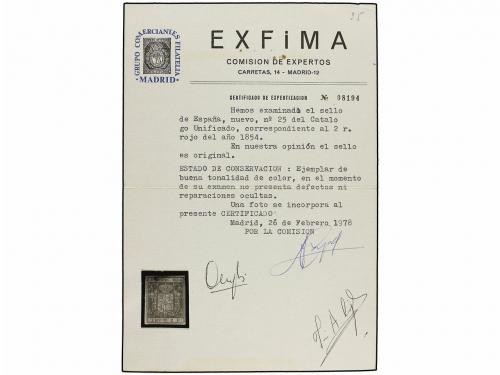 25
GRUPO COMERCIANTES FILATELIA
MADRID
EXFiMA
COMISION DE EXPERTOS
CARRETAS, 14 - MADRID-12
CERTIFICADO DE EXPERTIZACION № 08194
Hemos examinado el sello
de España, nuevo, nº 25 del Catalo
go Unificado, correspondiente al 2 r.
rojo del año 1854.
En nuestra opinión el sello
es original.
ESTADO DE CONSERVACION : Ejemplar de
buena tonalidad de color, en el momento
de su examen no presenta defectos ni
reparaciones ocultas.
Una foto se incorpora al
presente CERTIFICADO
Madrid, 26 de Febrero 1978
POR LA COMISION